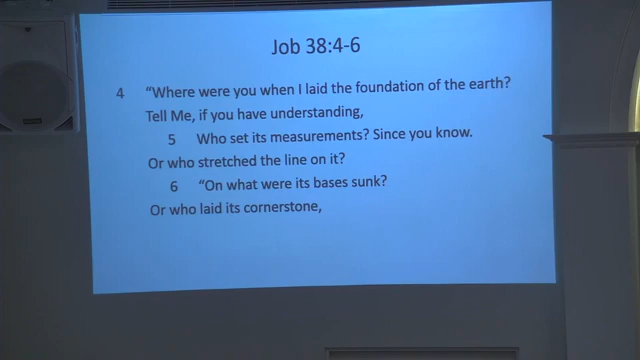 Job 38:4-6
4 “Where were you when I laid the foundation of the earth?
Tell Me, if you have understanding,
5 Who set its measurements? Since you know.
Or who stretched the line on it?
6 “On what were its bases sunk?
Or who laid its cornerstone,